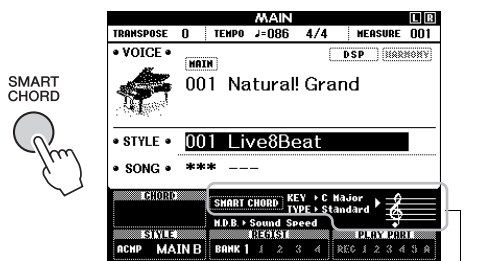 MAIN L R
TRANSPOSE 0 TEMPO ♩=086 4/4 MEASURE 001
• VOICE • DSP HARMONY
MAIN
001 Natural! Grand
SMART
CHORD
• STYLE • 001 Live8Beat
• SONG • *** ---
CHORD SMART CHORD KEY ▸ C Major ▸
TYPE ▸ Standard
M.D.B. ▸ Sound Speed
STYLE REGIST PLAY PART
ACMP MAIN B BANK 1 1 2 3 4 REC 1 2 3 4 5 A